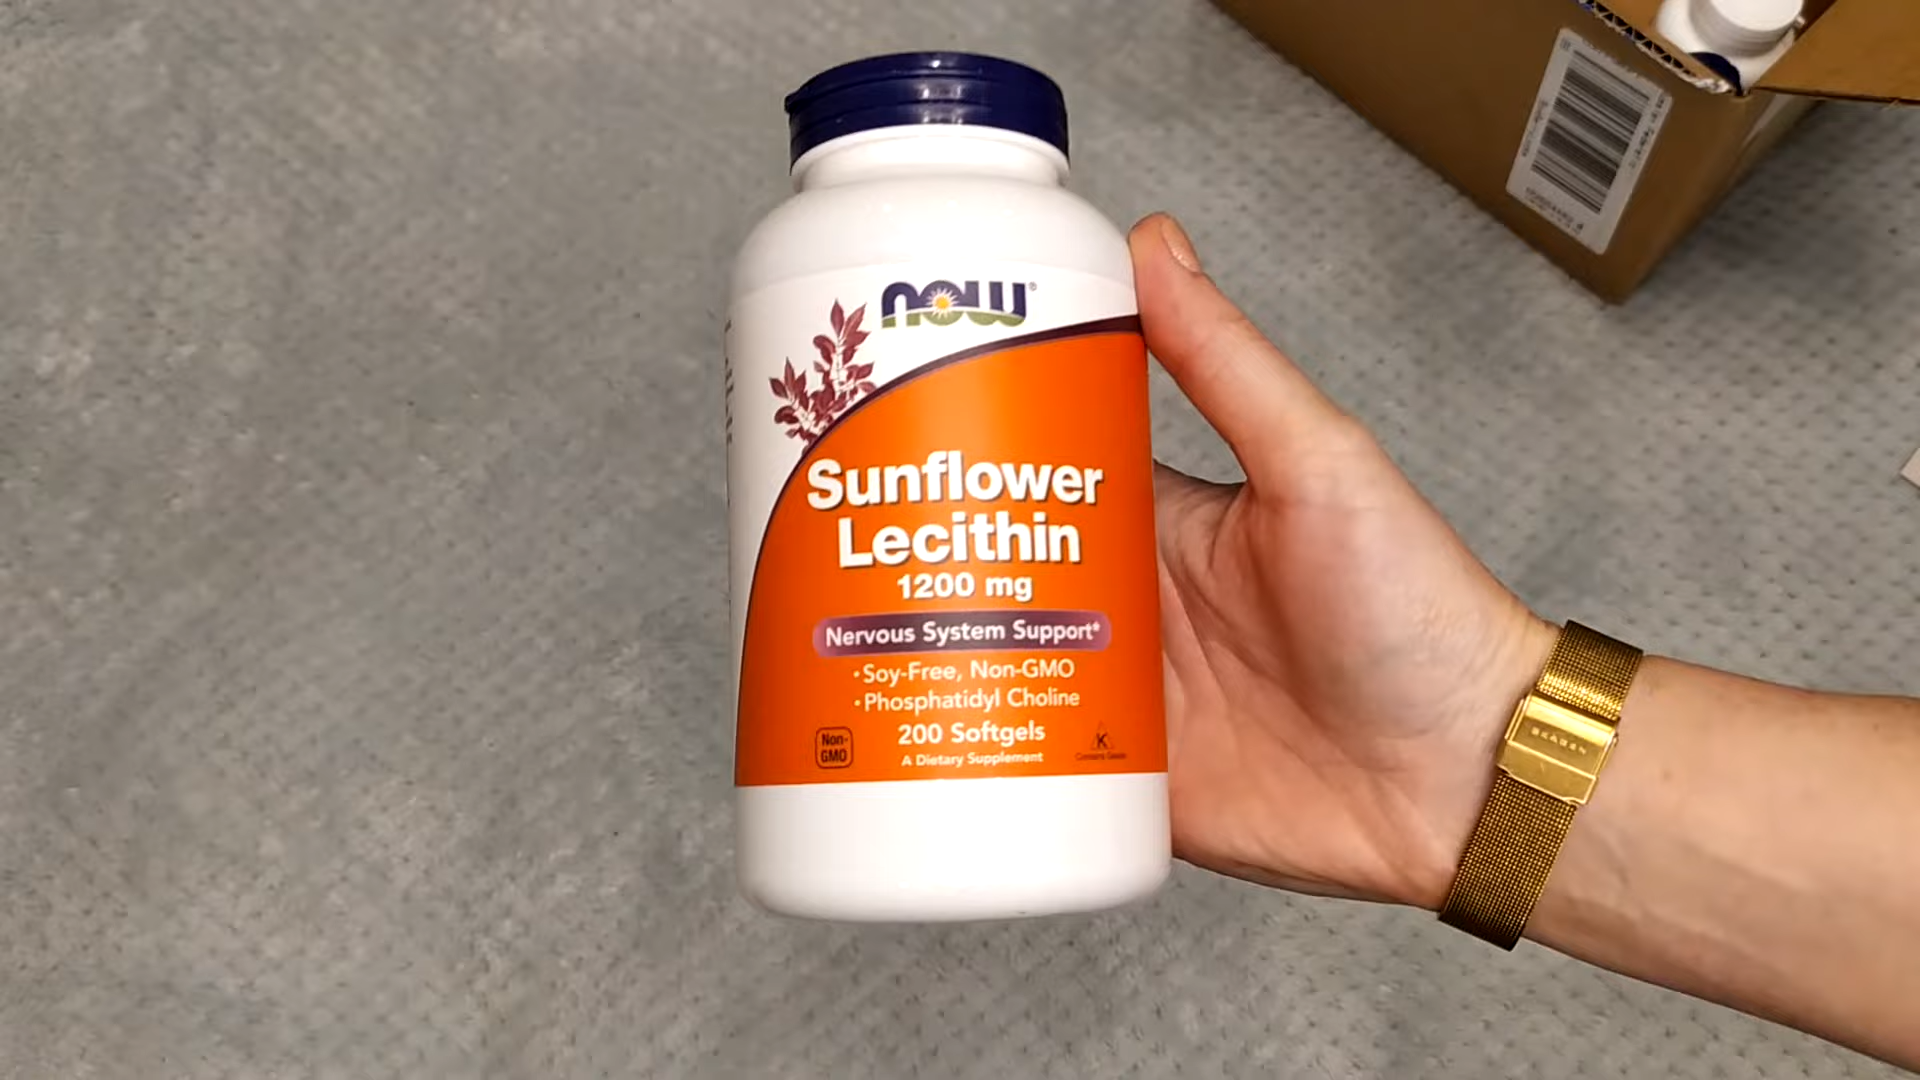 now®
Sunflower
Lecithin
1200 mg
Nervous System Support*
• Soy-Free, Non-GMO
• Phosphatidyl Choline
200 Softgels
A Dietary Supplement
Non-
GMO
K
SKAGEN